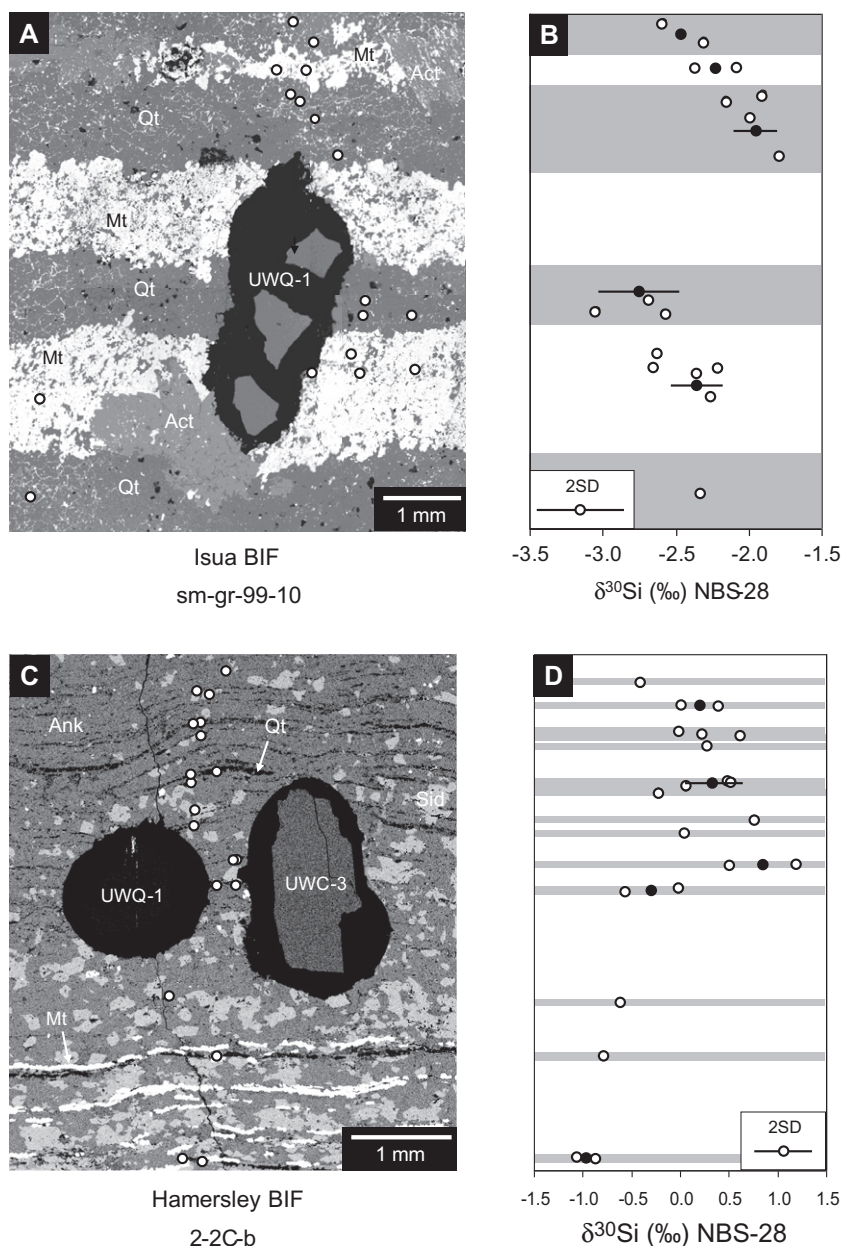 A
Mt
Act
Qt
Mt
UWQ-1
Qt
Mt
Act
Qt
1 mm
Isua BIF
sm-gr-99-10
B
2SD
-3.5 -3.0 -2.5 -2.0 -1.5
δ³⁰Si (‰) NBS-28
C
Ank
Qt
Sid
UWQ-1
UWC-3
Mt
1 mm
Hamersley BIF
2-2C-b
D
2SD
-1.5 -1.0 -0.5 0.0 0.5 1.0 1.5
δ³⁰Si (‰) NBS-28